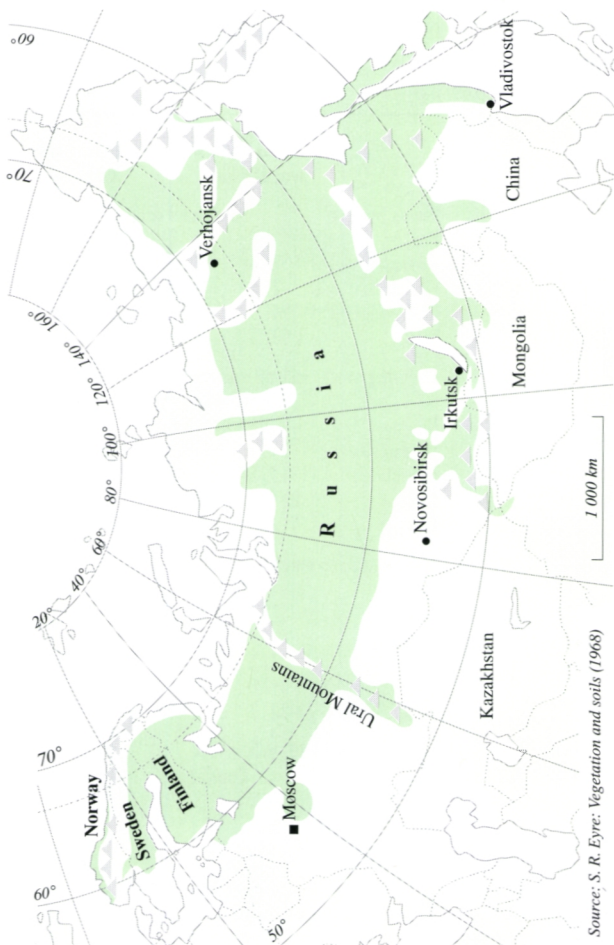 60°
70°
160°
140°
120°
100°
80°
60°
40°
20°
70°
60°
50°
Norway
Sweden
Finland
Moscow
Ural Mountains
Russia
Verhojansk
Vladivostok
China
Mongolia
Irkutsk
Novosibirsk
Kazakhstan
1 000 km
Source: S. R. Eyre: Vegetation and soils (1968)